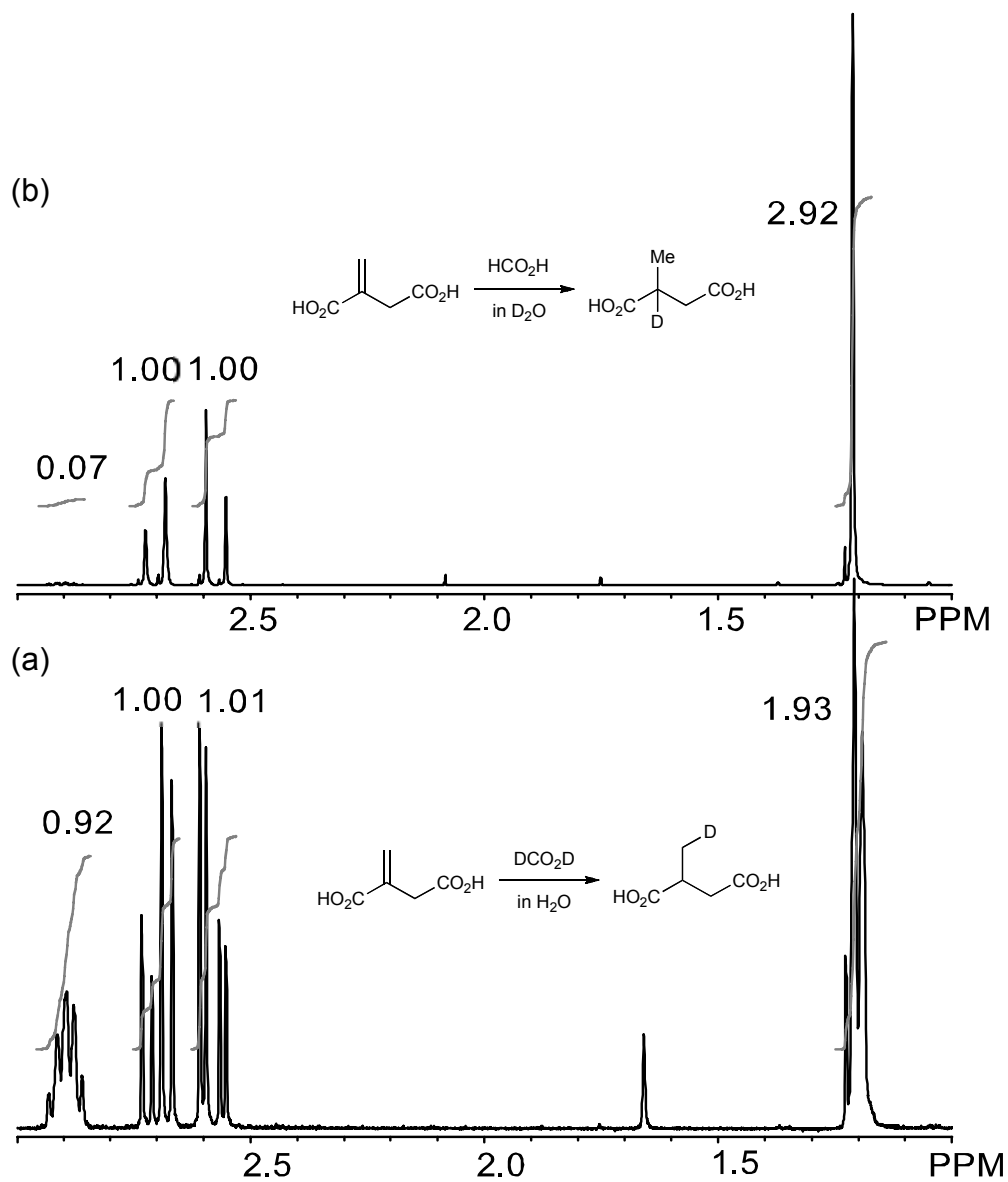 (b)
2.92
Me
HCO2H
HO2C
CO2H
in D2O
HO2C
CO2H
D
1.00 1.00
0.07
2.5
2.0
1.5
PPM
(a)
1.00
1.01
1.93
0.92
D
DCO2D
HO2C
CO2H
in H2O
HO2C
CO2H
2.5
2.0
1.5
PPM